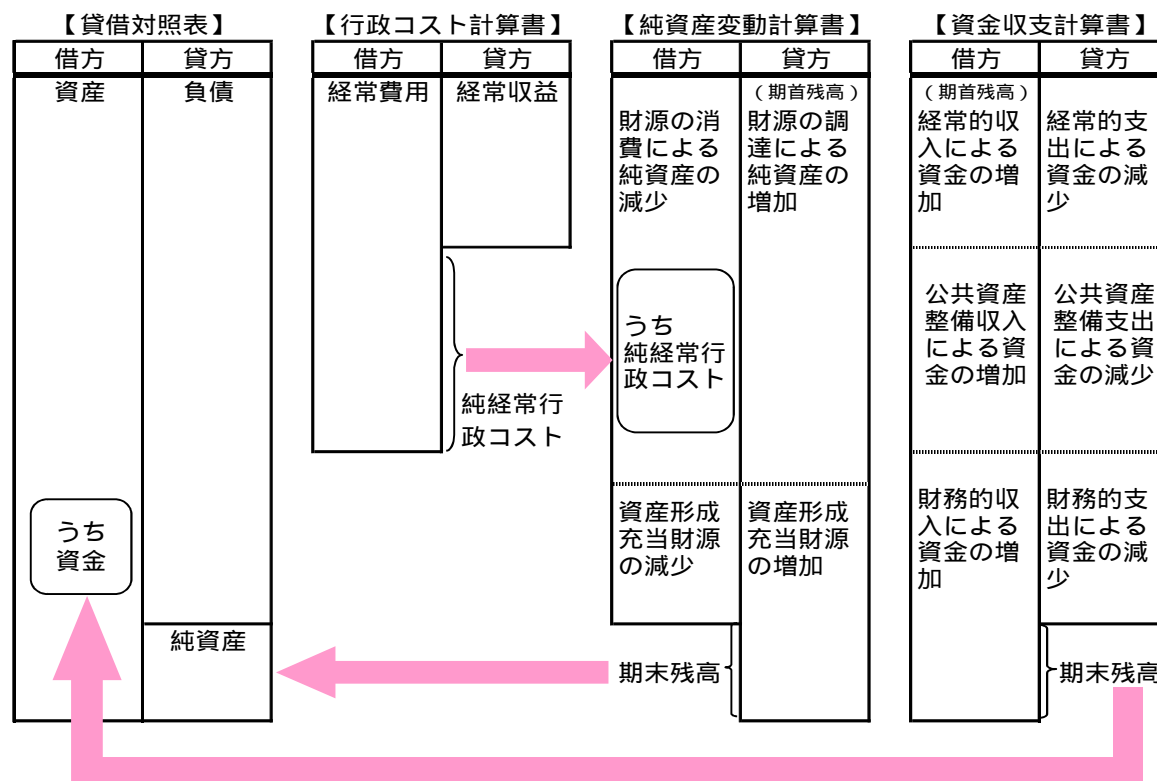 【貸借対照表】
借方
貸方
資産
負債
うち
資金
純資産
【行政コスト計算書】
借方
貸方
経常費用
経常収益
純経常行
政コスト
【純資産変動計算書】
借方
貸方
（期首残高）
財源の消
費による
純資産の
減少
財源の調
達による
純資産の
増加
うち
純経常行
政コスト
資産形成
充当財源
の減少
資産形成
充当財源
の増加
期末残高
【資金収支計算書】
借方
貸方
（期首残高）
経常的収
入による
資金の増
加
経常的支
出による
資金の減
少
公共資産
整備収入
による資
金の増加
公共資産
整備支出
による資
金の減少
財務的収
入による
資金の増
加
財務的支
出による
資金の減
少
期末残高